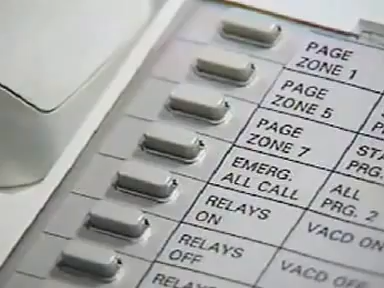 PAGE
ZONE 1
PAGE
ZONE 5
PAGE
ZONE 7
EMERG.
ALL CALL
ALL
PRG. 2
RELAYS
ON
VACD ON
RELAYS
OFF
VACD OFF
PRG.